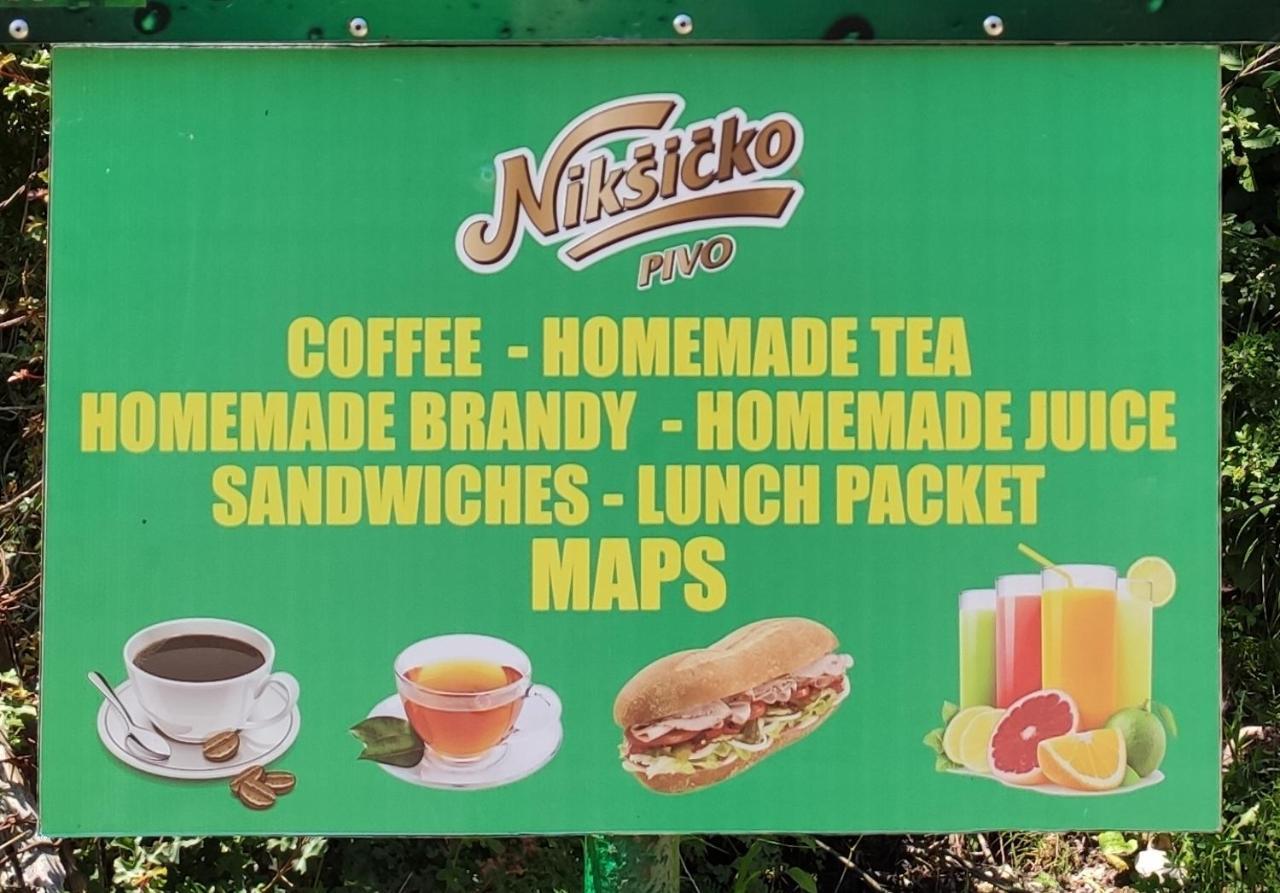 Nikšičko
PIVO
COFFEE - HOMEMADE TEA
HOMEMADE BRANDY - HOMEMADE JUICE
SANDWICHES - LUNCH PACKET
MAPS